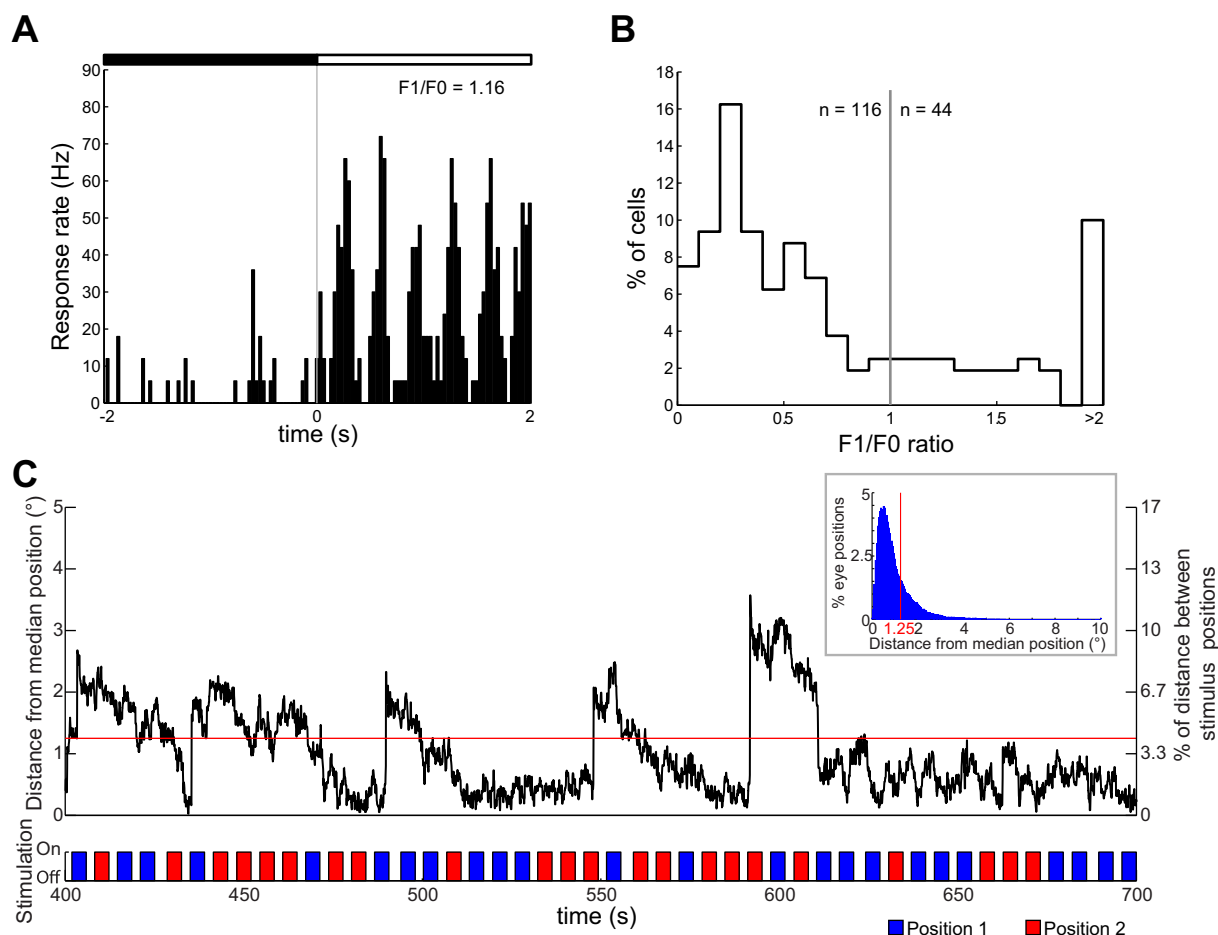 A
B
F1/F0 = 1.16
Response rate (Hz)
90
80
70
60
50
40
30
20
10
0
-2
0
2
time (s)
n = 116
n = 44
% of cells
18
16
14
12
10
8
6
4
2
0
0
0.5
1
1.5
>2
F1/F0 ratio
C
Distance from median position (°)
5
4
3
2
1
0
17
13
10
6.7
3.3
0
% of distance between
stimulus positions
% eye positions
5
2.5
0
0
1.25
2
4
6
8
10
Distance from median position (°)
Stimulation
On
Off
400
450
500
550
600
650
700
time (s)
Position 1
Position 2